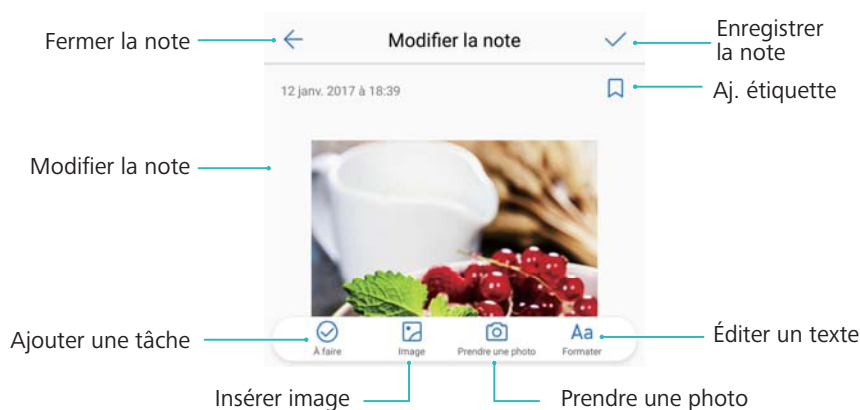 Fermer la note
Modifier la note
Enregistrer
la note
12 janv. 2017 à 18:39
Aj. étiquette
Modifier la note
Ajouter une tâche
À faire
Image
Prendre une photo
Aa
Formater
Éditer un texte
Insérer image
Prendre une photo